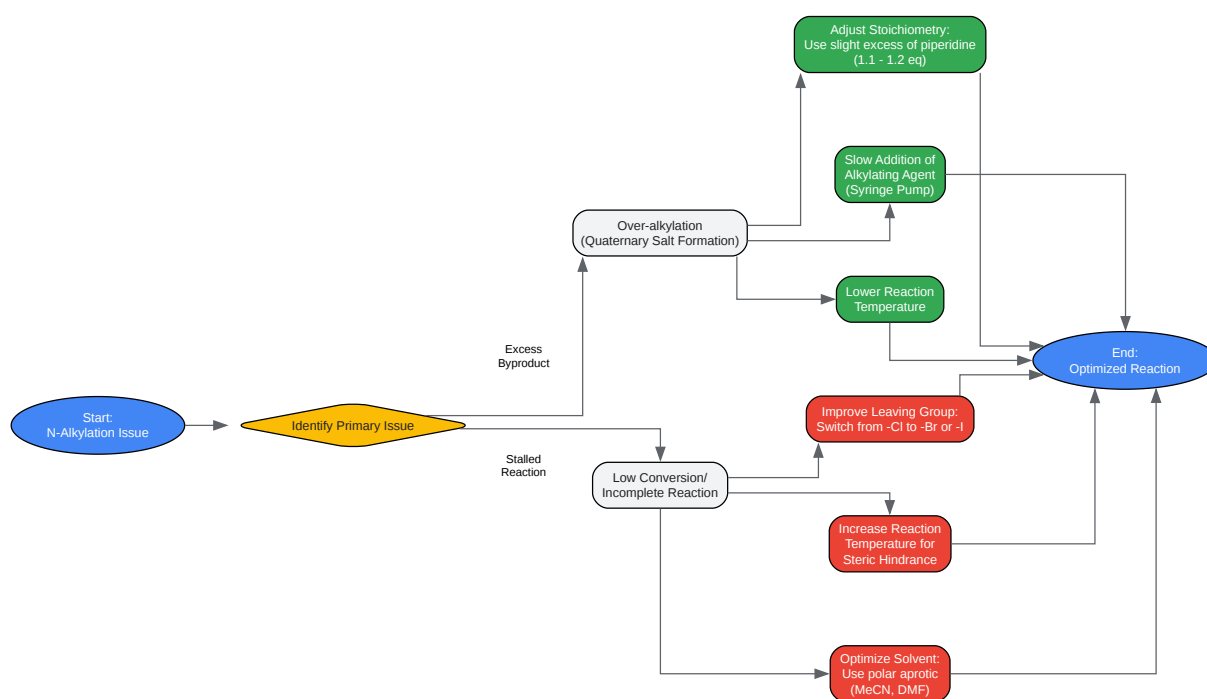 Adjust Stoichiometry:
Use slight excess of piperidine
(1.1 - 1.2 eq)
Slow Addition of
Alkylating Agent
(Syringe Pump)
Over-alkylation
(Quaternary Salt Formation)
Lower Reaction
Temperature
Excess
Byproduct
End:
Optimized Reaction
Start:
N-Alkylation Issue
Identify Primary Issue
Improve Leaving Group:
Switch from -Cl to -Br or -I
Stalled
Reaction
Low Conversion/
Incomplete Reaction
Increase Reaction
Temperature for
Steric Hindrance
Optimize Solvent:
Use polar aprotic
(MeCN, DMF)